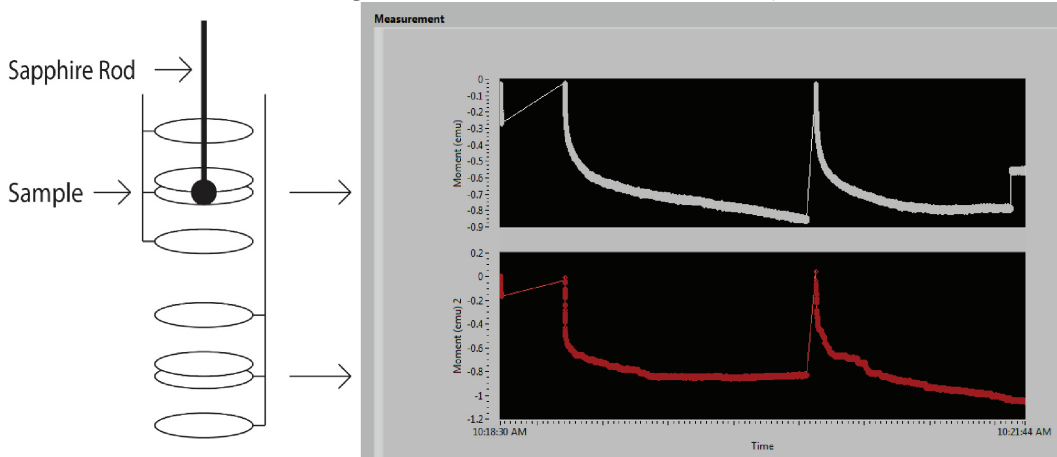 Sapphire Rod
Sample
Measurement
0
-0.1
-0.2
-0.3
-0.4
-0.5
-0.6
-0.7
-0.8
-0.9
Moment (emu)
0.2
0
-0.2
-0.4
-0.6
-0.8
-1
-1.2
Moment (emu) 2
10:18:30 AM
10:21:44 AM
Time